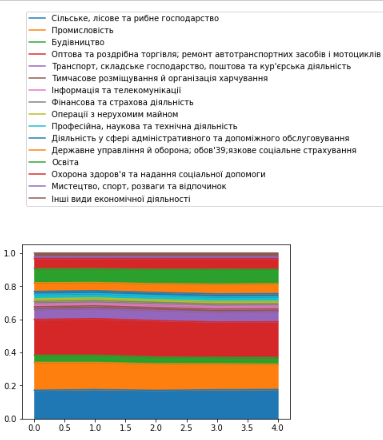 Сільське, лісове та рибне господарство
Промисловість
Будівництво
Оптова та роздрібна торгівля; ремонт автотранспортних засобів і мотоциклів
Транспорт, складське господарство, поштова та кур'єрська діяльність
Тимчасове розміщування й організація харчування
Інформація та телекомунікації
Фінансова та страхова діяльність
Операції з нерухомим майном
Професійна, наукова та технічна діяльність
Діяльність у сфері адміністративного та допоміжного обслуговування
Державне управління й оборона; обов'39;язкове соціальне страхування
Освіта
Охорона здоров'я та надання соціальної допомоги
Мистецтво, спорт, розваги та відпочинок
Інші види економічної діяльності
1.0
0.8
0.6
0.4
0.2
0.0
0.0 0.5 1.0 1.5 2.0 2.5 3.0 3.5 4.0